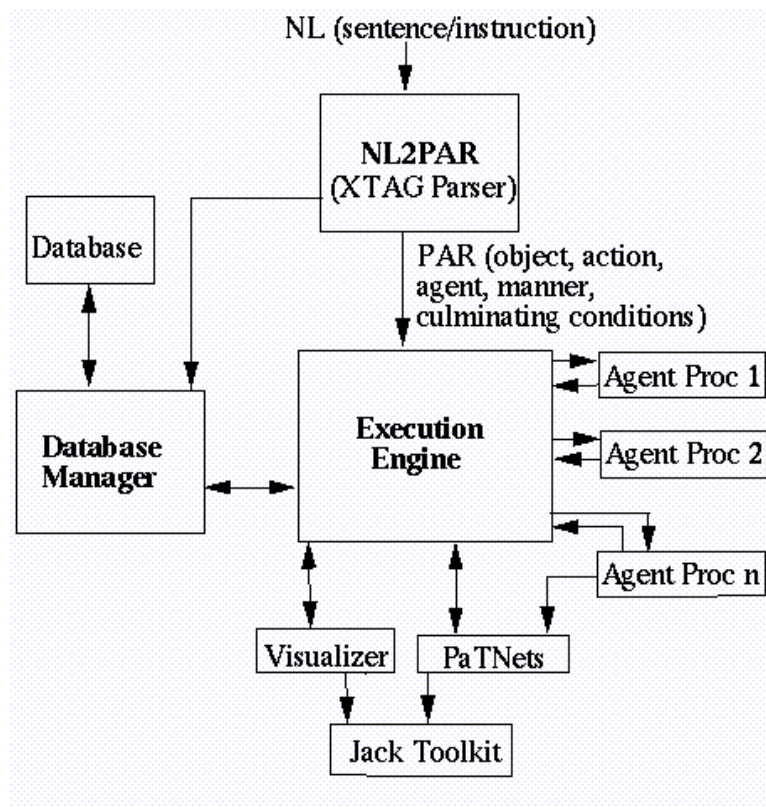 NL (sentence/instruction)
NL2PAR
(XTAG Parser)
Database
PAR (object, action,
agent, manner,
culminating conditions)
Agent Proc 1
Database
Manager
Execution
Engine
Agent Proc 2
Agent Proc n
Visualizer
PaTNets
Jack Toolkit